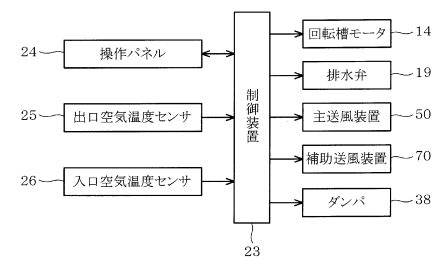 24
操作パネル
25
出口空気温度センサ
26
入口空気温度センサ
制御装置
23
回転槽モータ
14
排水弁
19
主送風装置
50
補助送風装置
70
ダンパ
38